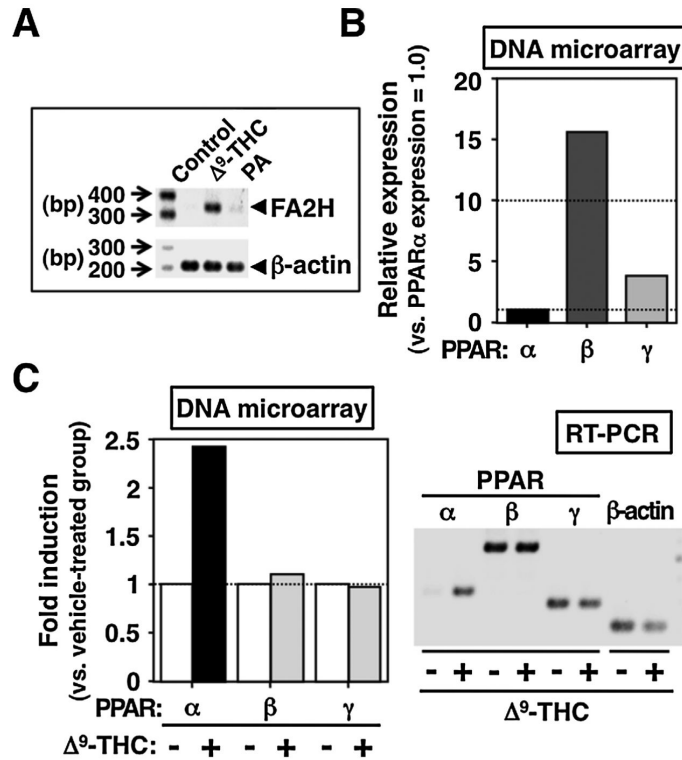 A
Control
Δ⁹-THC
PA
(bp) 400
300
FA2H
(bp) 300
200
β-actin
B
DNA microarray
Relative expression
(vs. PPARα expression = 1.0)
20
15
10
5
0
PPAR: α β γ
C
DNA microarray
Fold induction
(vs. vehicle-treated group)
2.5
2
1.5
1
0.5
0
PPAR: α β γ
Δ⁹-THC: - + - + - +
RT-PCR
PPAR
α β γ β-actin
- + - + - + - +
Δ⁹-THC